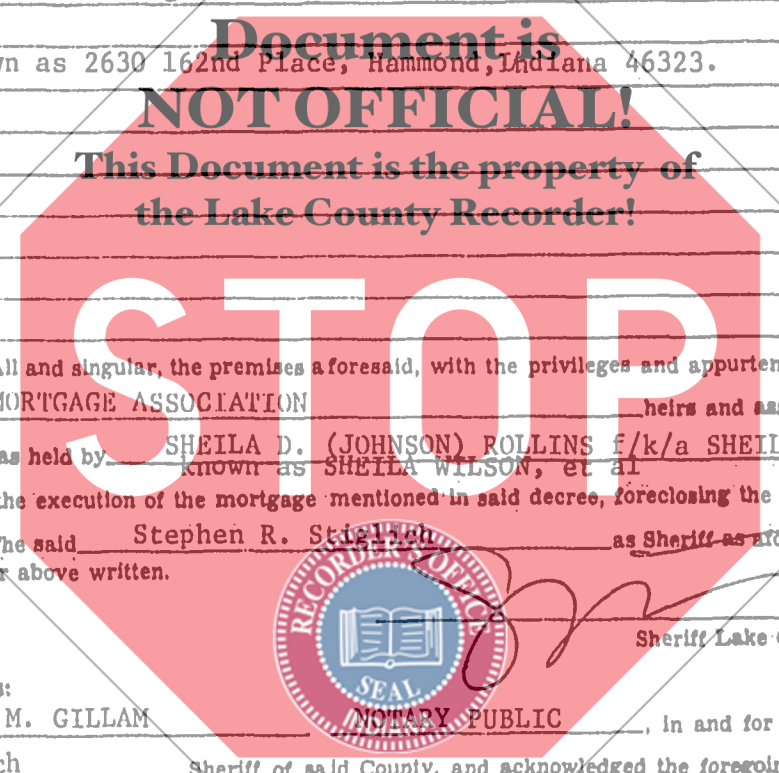 Document is
wn as 2630 162nd Place, Hammond, Indiana 46323.
NOT OFFICIAL!
This Document is the property of
the Lake County Recorder!
STOP
All and singular, the premises aforesaid, with the privileges and appurten
MORTGAGE ASSOCIATION heirs and as
as held by SHEILA D. (JOHNSON) ROLLINS f/k/a SHEIL
known as SHEILA WILSON, et al
the execution of the mortgage mentioned in said decree, foreclosing the
The said Stephen R. Stiglich as Sheriff as afo
r above written.
RECORDER'S OFFICE
SEAL
Sheriff Lake
s:
M. GILLAM NOTARY PUBLIC, in and for
ch Sheriff of said County, and acknowledged the foregoin